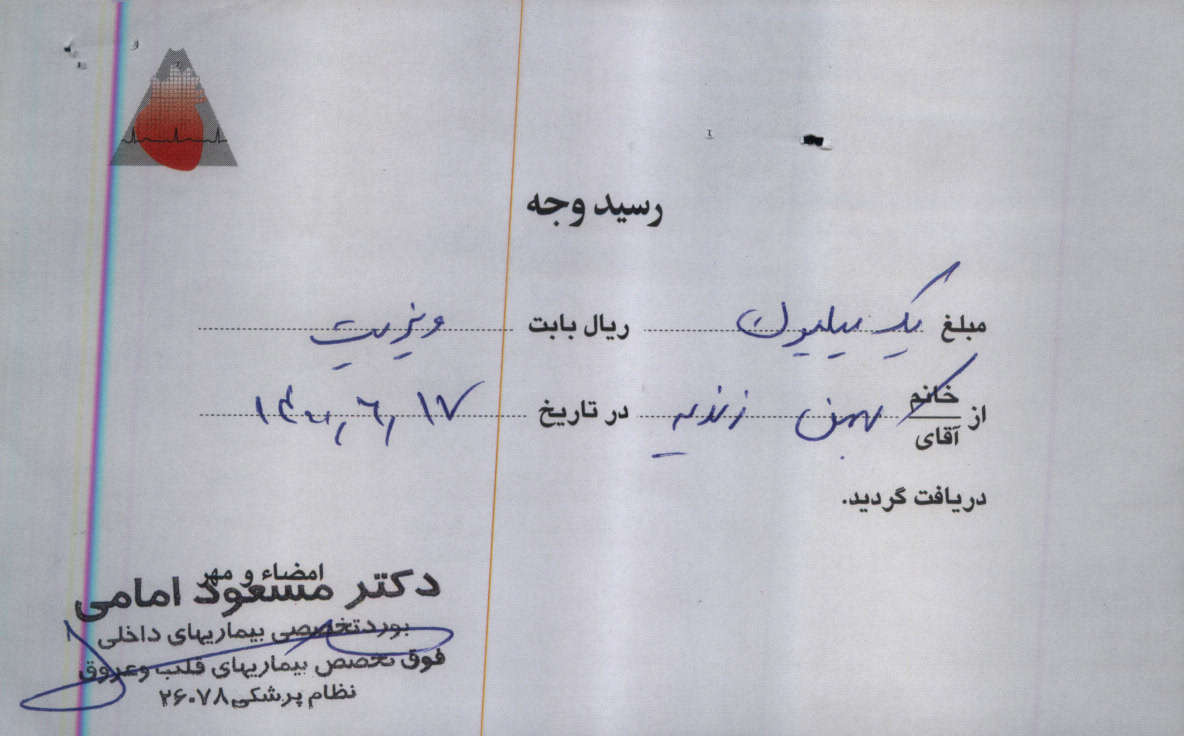 رسید وجه
مبلغ یک میلیون ریال بابت ویزیت
از خانم / آقای بهمن زندیه در تاریخ ۱۴۰۰٫۶٫۱۷
دریافت گردید.
امضاء و مهر
دکتر مسعود امامی
بورد تخصصی بیماریهای داخلی
فوق تخصص بیماریهای قلب و عروق
نظام پزشکی ۲۶۰۷۸